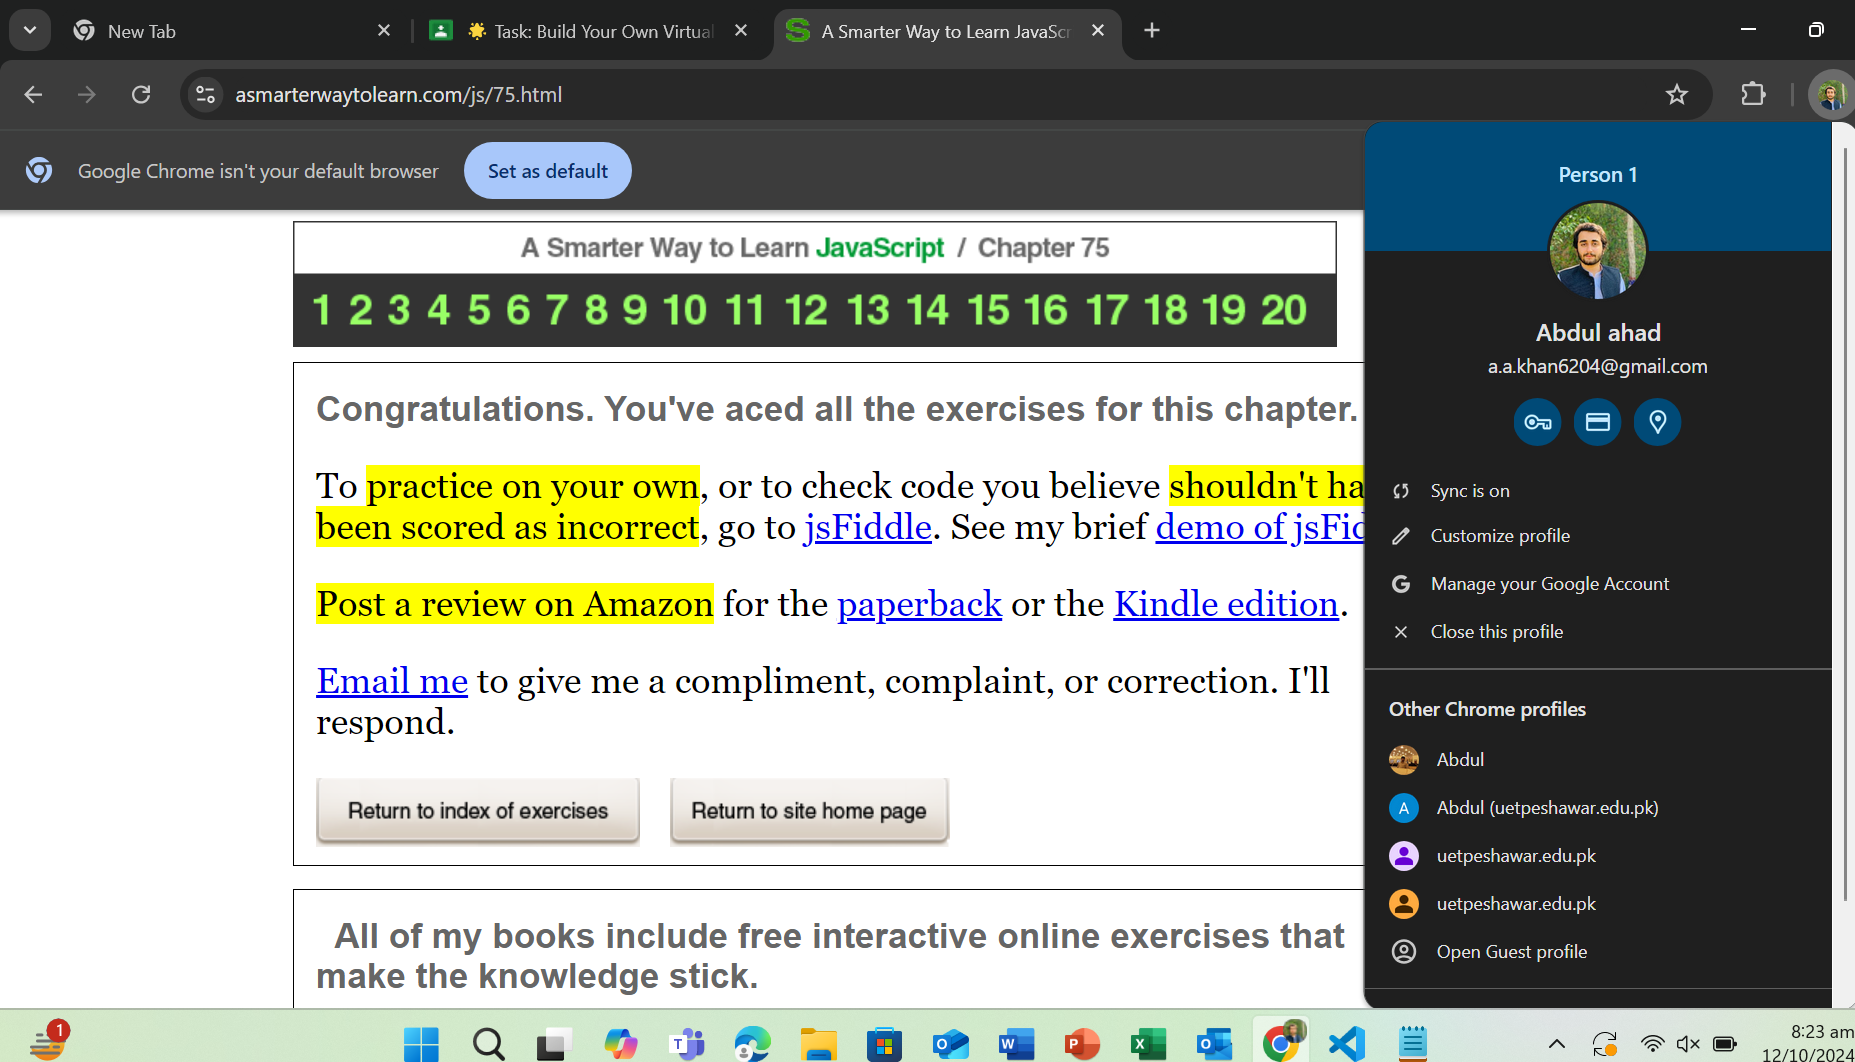 New Tab
Task: Build Your Own Virtual
A Smarter Way to Learn JavaScr
asmarterwaytolearn.com/js/75.html
Google Chrome isn't your default browser
Set as default
A Smarter Way to Learn JavaScript / Chapter 75
1 2 3 4 5 6 7 8 9 10 11 12 13 14 15 16 17 18 19 20
Congratulations. You've aced all the exercises for this chapter.
To practice on your own, or to check code you believe shouldn't ha
been scored as incorrect, go to jsFiddle. See my brief demo of jsFid
Post a review on Amazon for the paperback or the Kindle edition.
Email me to give me a compliment, complaint, or correction. I'll
respond.
Return to index of exercises
Return to site home page
All of my books include free interactive online exercises that
make the knowledge stick.
Person 1
Abdul ahad
a.a.khan6204@gmail.com
Sync is on
Customize profile
Manage your Google Account
Close this profile
Other Chrome profiles
Abdul
A
Abdul (uetpeshawar.edu.pk)
uetpeshawar.edu.pk
uetpeshawar.edu.pk
Open Guest profile
1
8:23 am
12/10/2024